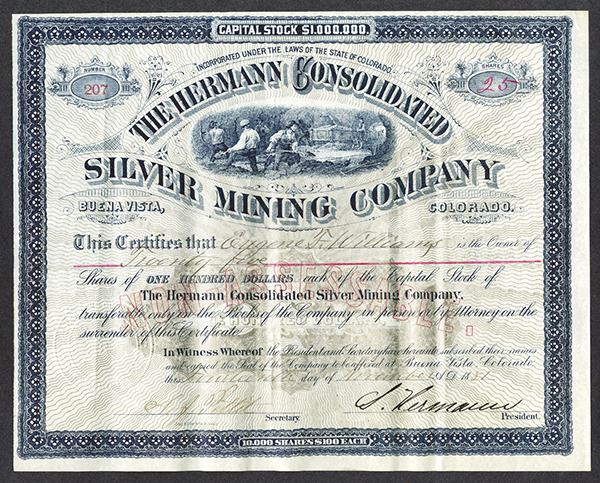 CAPITAL STOCK $1,000,000.
INCORPORATED UNDER THE LAWS OF THE STATE OF COLORADO.
NUMBER
207
SHARES
25
THE HERMANN CONSOLIDATED
SILVER MINING COMPANY
BUENA VISTA,
COLORADO.
This Certifies that Eugene F. Williams is the Owner of
Twenty five
Shares of ONE HUNDRED DOLLARS each of the Capital Stock of
The Hermann Consolidated Silver Mining Company,
transferable only on the Books of the Company in person or by Attorney on the
surrender of this Certificate.
In Witness Whereof the President and Secretary have hereunto subscribed their names
and caused the Seal of the Company to be affixed at Buena Vista, Colorado
this day of November A.D. 188
S. Hermann
Secretary.
President.
10,000 SHARES $100 EACH